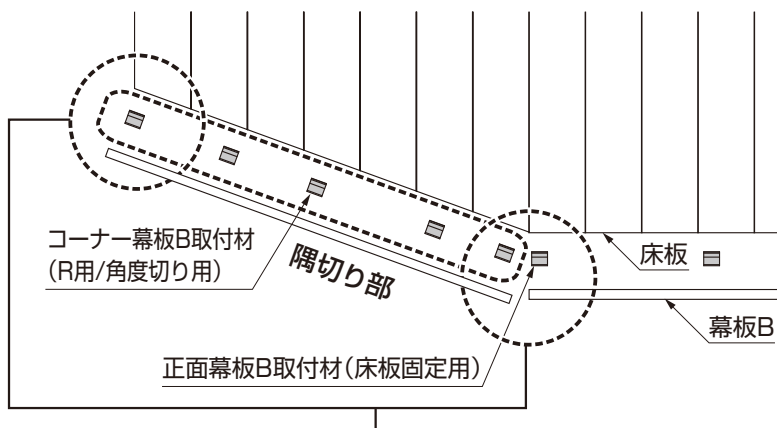 コーナー幕板B取付材
(R用/角度切り用)
隅切り部
床板
幕板B
正面幕板B取付材(床板固定用)